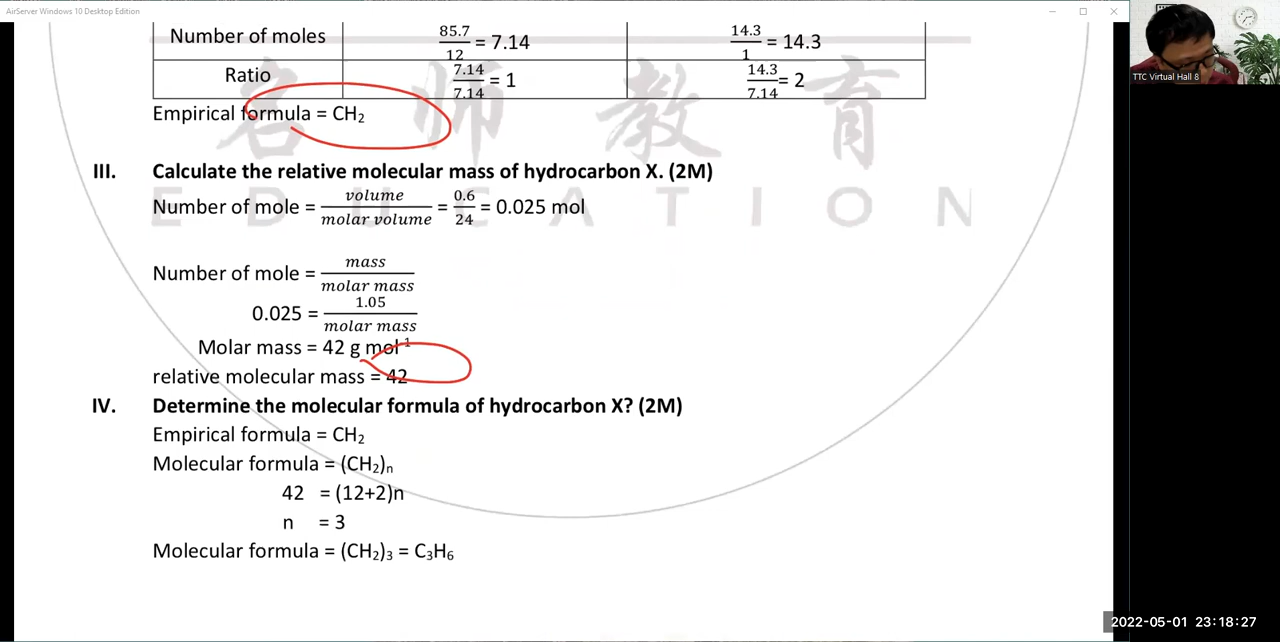 AirServer Windows 10 Desktop Edition
Number of moles 85.7/12 = 7.14 14.3/1 = 14.3
Ratio 7.14/7.14 = 1 14.3/7.14 = 2
Empirical formula = CH₂
名师教育
III. Calculate the relative molecular mass of hydrocarbon X. (2M)
Number of mole = volume/molar volume = 0.6/24 = 0.025 mol
EDUCATION
Number of mole = mass/molar mass
0.025 = 1.05/molar mass
Molar mass = 42 g mol⁻¹
relative molecular mass = 42
IV. Determine the molecular formula of hydrocarbon X? (2M)
Empirical formula = CH₂
Molecular formula = (CH₂)ₙ
42 = (12+2)n
n = 3
Molecular formula = (CH₂)₃ = C₃H₆
TTC Virtual Hall 8
2022-05-01 23:18:27